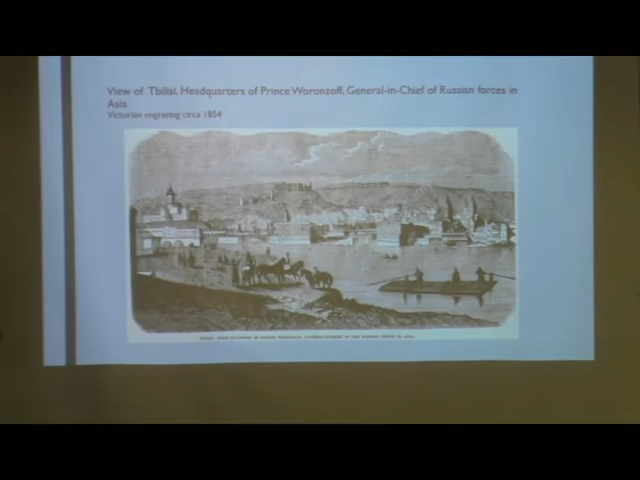 View of Tbilisi, Headquarters of Prince Woronzoff, General-in-Chief of Russian forces in
Asia
Victorian engraving circa 1854